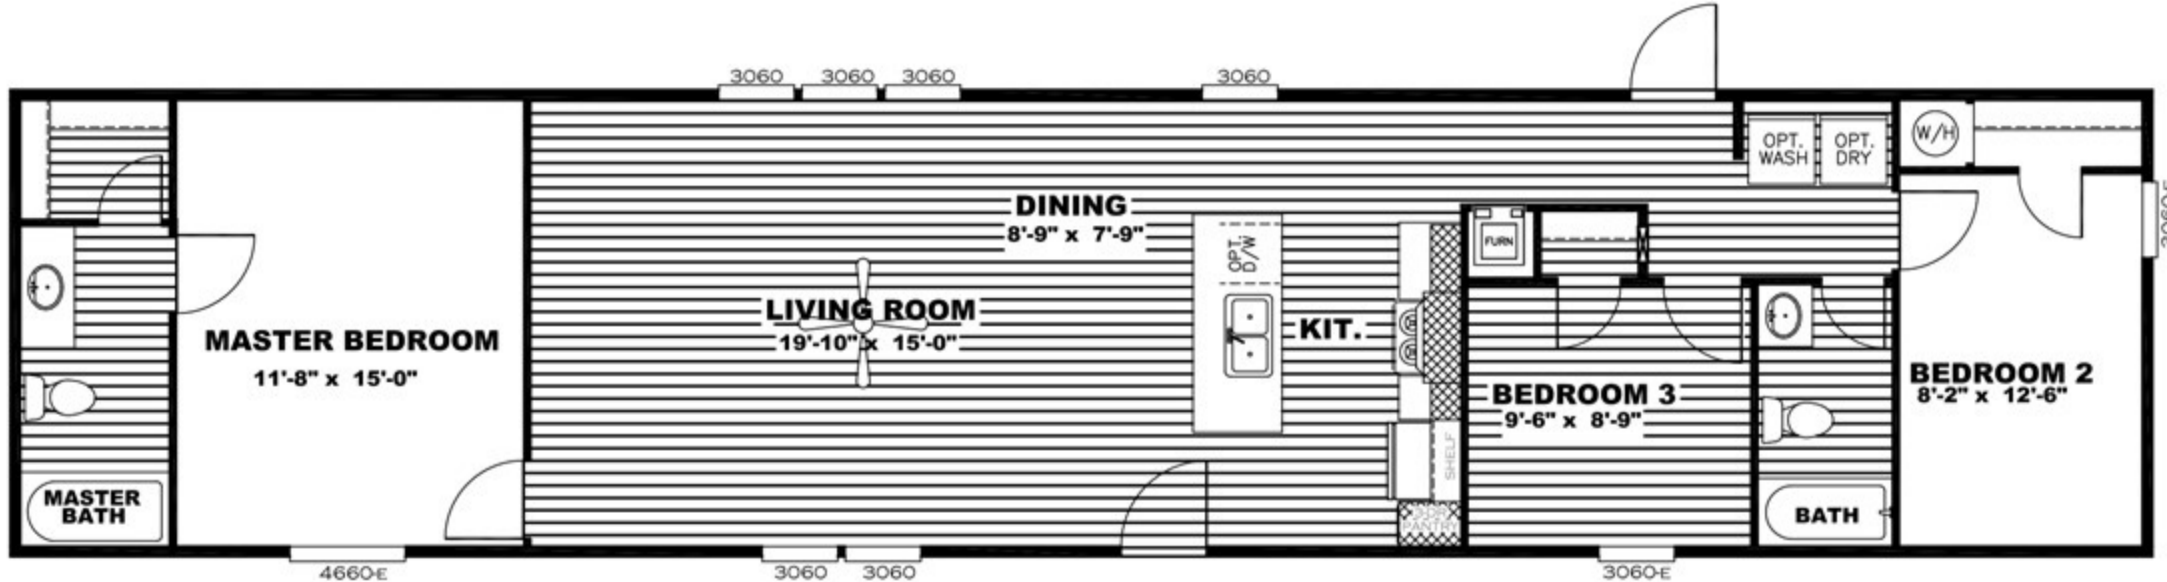 3060
3060
3060
3060
W/H
OPT.
WASH
OPT.
DRY
3060-E
DINING
8'-9" x 7'-9"
OPT.
D/W
FURN
LIVING ROOM
19'-10" x 15'-0"
KIT.
MASTER BEDROOM
11'-8" x 15'-0"
BEDROOM 3
9'-6" x 8'-9"
BEDROOM 2
8'-2" x 12'-6"
SHELF
MASTER
BATH
BATH
PANTRY
4660-E
3060
3060
3060-E